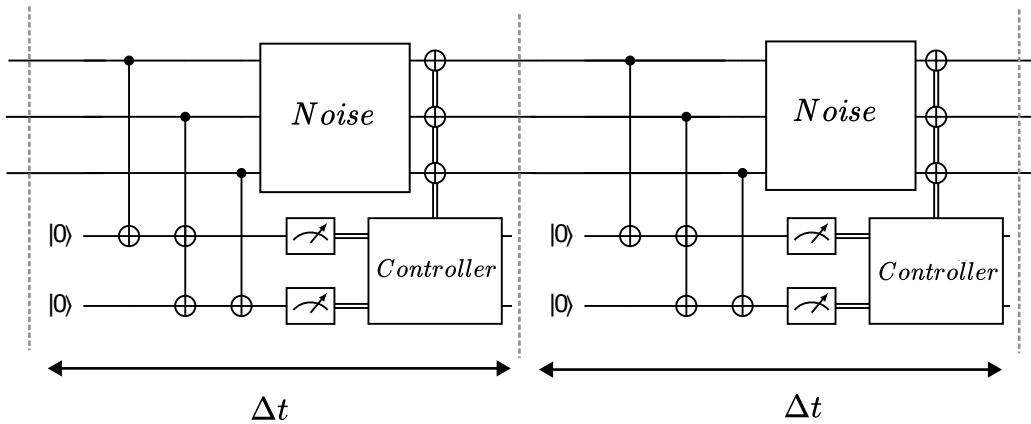 Noise Noise
|0⟩ |0⟩
Controller Controller
|0⟩ |0⟩
Δt Δt